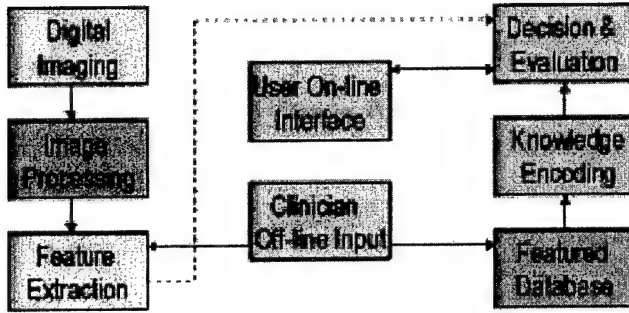 Digital
Imaging
Decision &
Evaluation
User On-line
Interface
Image
Processing
Knowledge
Encoding
Clinician
Off-line Input
Feature
Extraction
Featured
Database